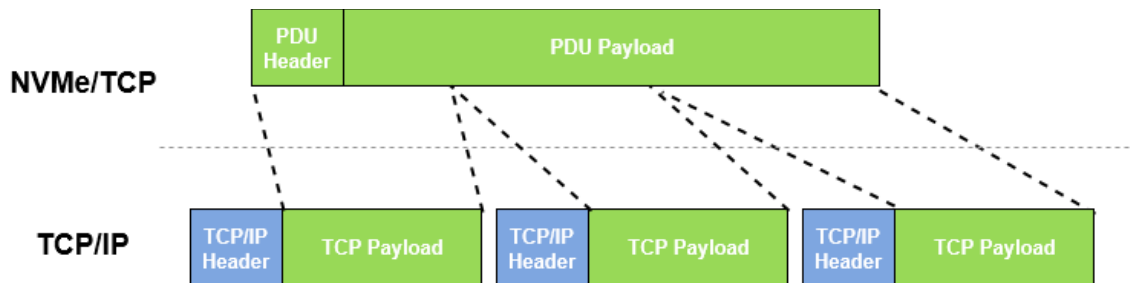 PDU
Header
PDU Payload
NVMe/TCP
TCP/IP
TCP/IP
Header
TCP Payload
TCP/IP
Header
TCP Payload
TCP/IP
Header
TCP Payload